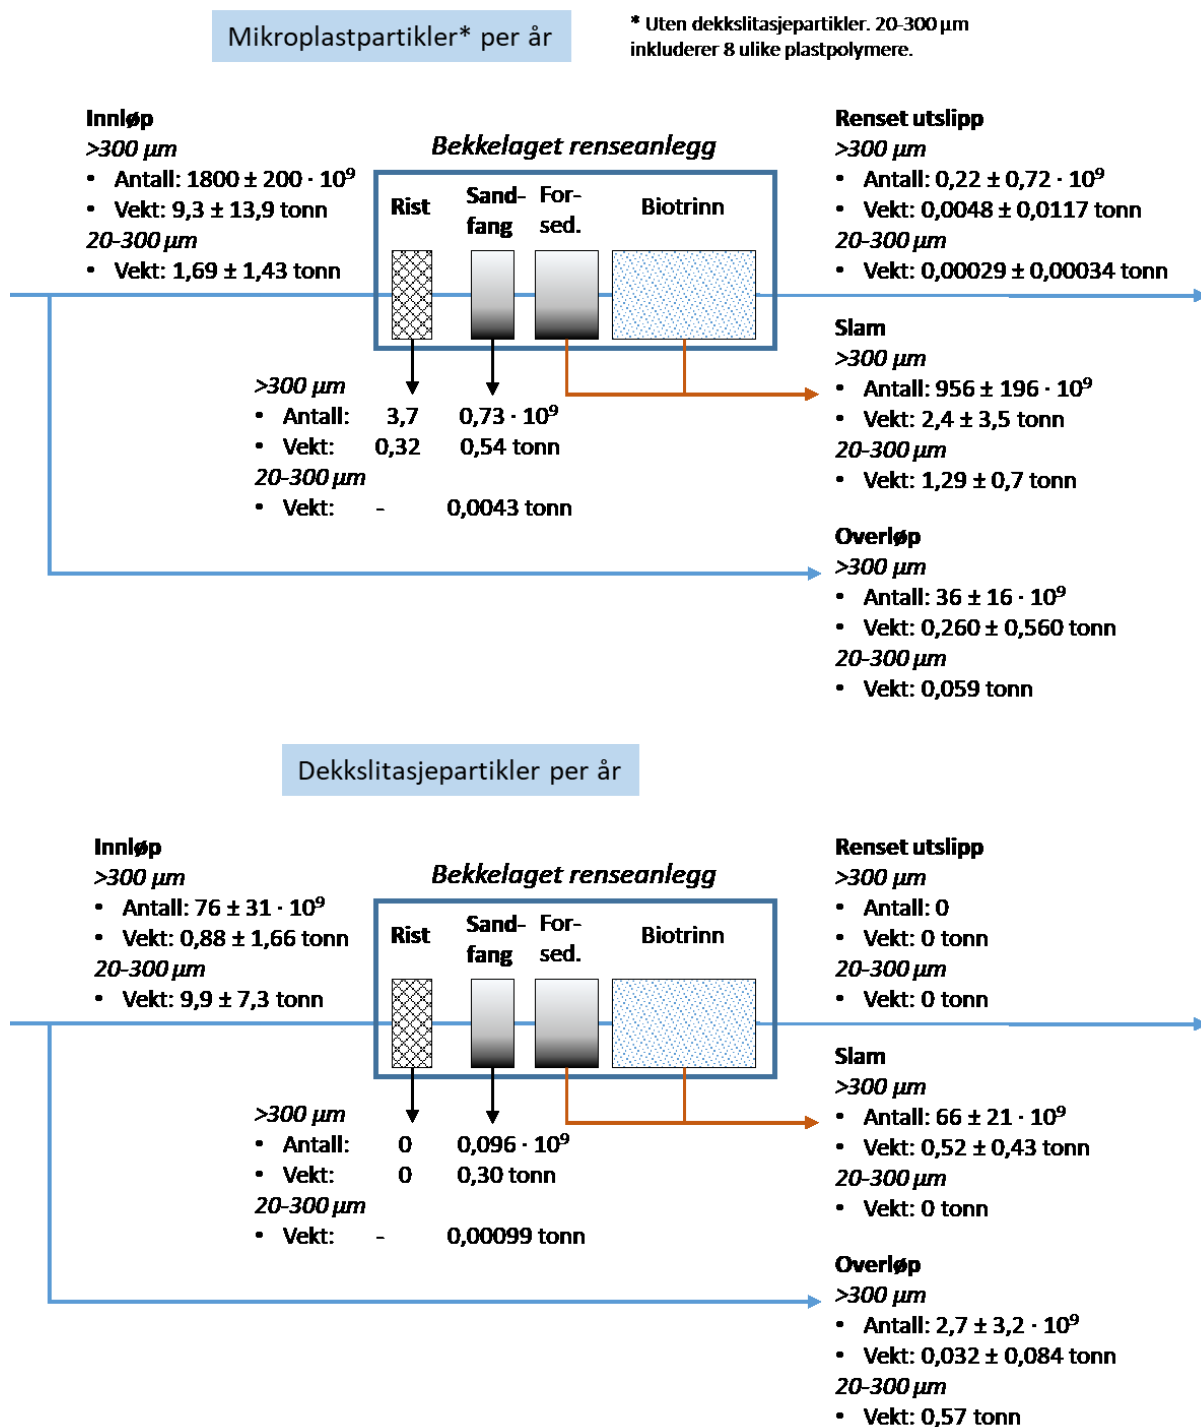 Mikroplastpartikler* per år
* Uten dekkslitasjepartikler. 20-300 µm
inkluderer 8 ulike plastpolymere.
Innløp
>300 µm
• Antall: 1800 ± 200 · 10⁹
• Vekt: 9,3 ± 13,9 tonn
20-300 µm
• Vekt: 1,69 ± 1,43 tonn
Bekkelaget renseanlegg
Rist
Sand-
fang
For-
sed.
Biotrinn
Renset utslipp
>300 µm
• Antall: 0,22 ± 0,72 · 10⁹
• Vekt: 0,0048 ± 0,0117 tonn
20-300 µm
• Vekt: 0,00029 ± 0,00034 tonn
>300 µm
• Antall: 3,7 0,73 · 10⁹
• Vekt: 0,32 0,54 tonn
20-300 µm
• Vekt: - 0,0043 tonn
Slam
>300 µm
• Antall: 956 ± 196 · 10⁹
• Vekt: 2,4 ± 3,5 tonn
20-300 µm
• Vekt: 1,29 ± 0,7 tonn
Overløp
>300 µm
• Antall: 36 ± 16 · 10⁹
• Vekt: 0,260 ± 0,560 tonn
20-300 µm
• Vekt: 0,059 tonn
Dekkslitasjepartikler per år
Innløp
>300 µm
• Antall: 76 ± 31 · 10⁹
• Vekt: 0,88 ± 1,66 tonn
20-300 µm
• Vekt: 9,9 ± 7,3 tonn
Bekkelaget renseanlegg
Rist
Sand-
fang
For-
sed.
Biotrinn
Renset utslipp
>300 µm
• Antall: 0
• Vekt: 0 tonn
20-300 µm
• Vekt: 0 tonn
>300 µm
• Antall: 0 0,096 · 10⁹
• Vekt: 0 0,30 tonn
20-300 µm
• Vekt: - 0,00099 tonn
Slam
>300 µm
• Antall: 66 ± 21 · 10⁹
• Vekt: 0,52 ± 0,43 tonn
20-300 µm
• Vekt: 0 tonn
Overløp
>300 µm
• Antall: 2,7 ± 3,2 · 10⁹
• Vekt: 0,032 ± 0,084 tonn
20-300 µm
• Vekt: 0,57 tonn